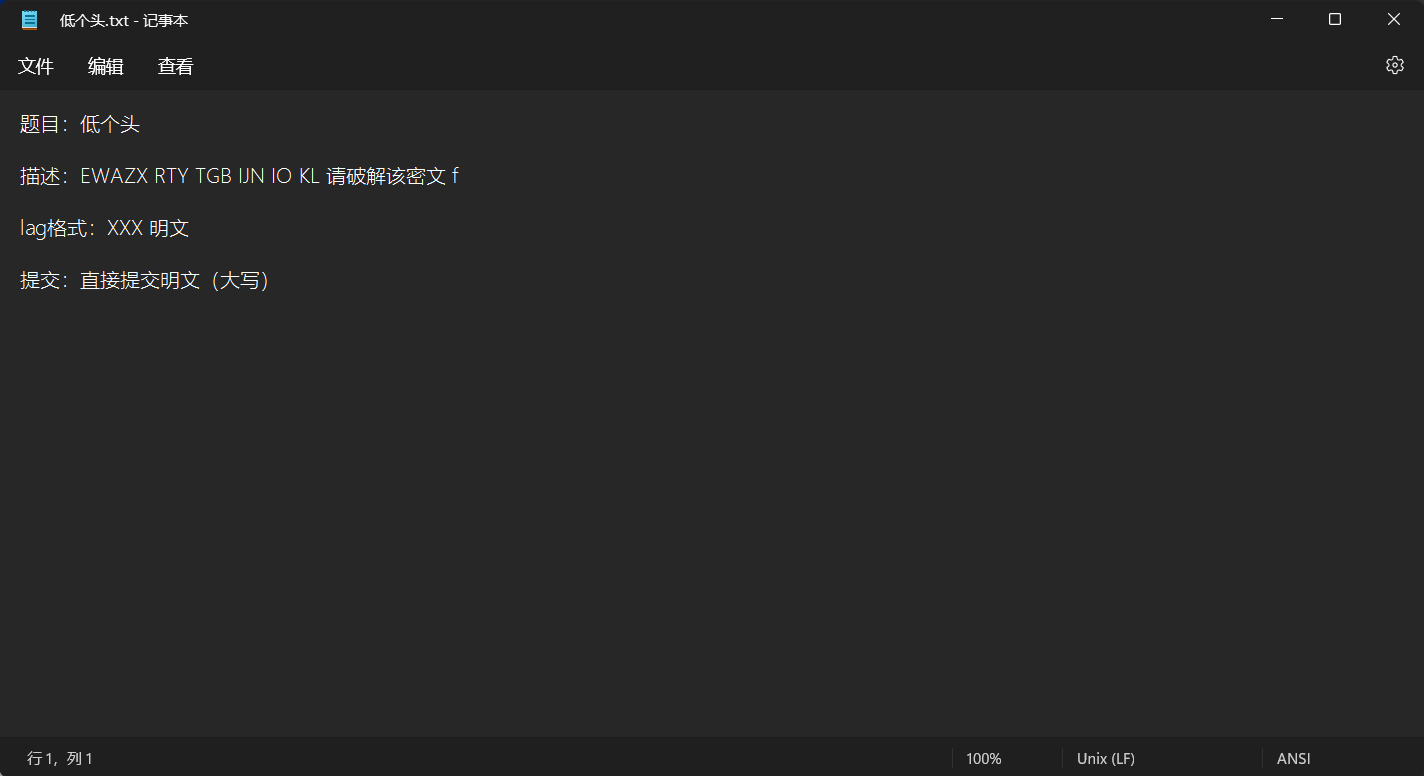 低个头.txt - 记事本
文件 编辑 查看
题目：低个头
描述：EWAZX RTY TGB IJN IO KL 请破解该密文 f
lag格式：XXX 明文
提交：直接提交明文（大写）
行 1，列 1 100% Unix (LF) ANSI